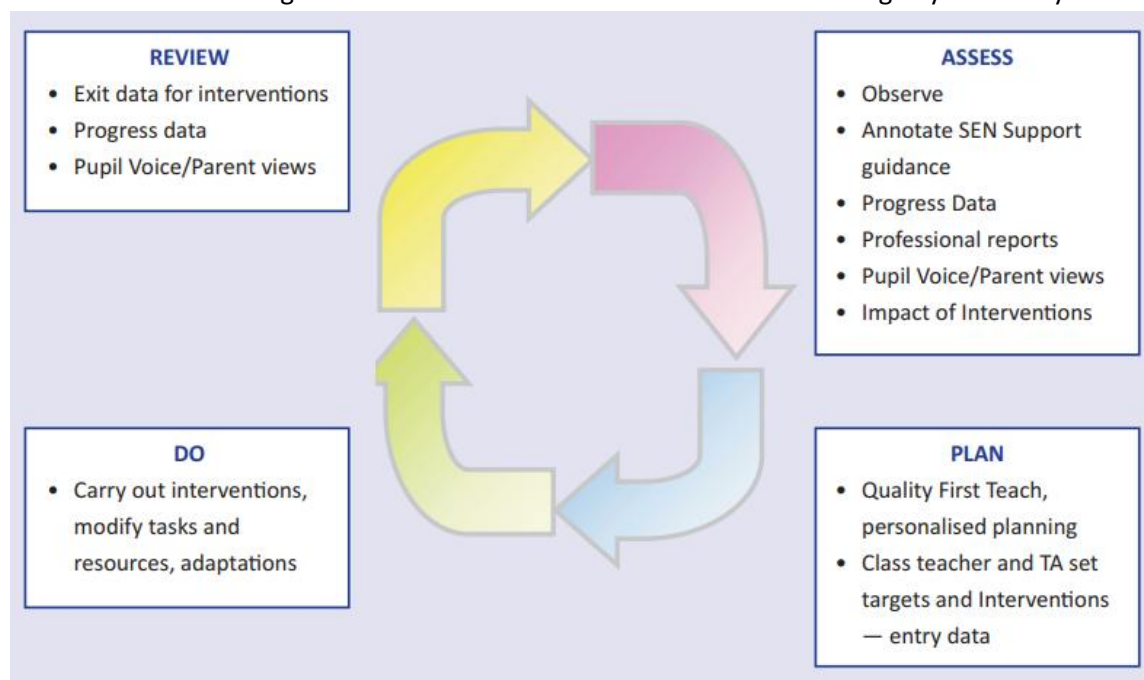 REVIEW
• Exit data for interventions
• Progress data
• Pupil Voice/Parent views
ASSESS
• Observe
• Annotate SEN Support
guidance
• Progress Data
• Professional reports
• Pupil Voice/Parent views
• Impact of Interventions
DO
• Carry out interventions,
modify tasks and
resources, adaptations
PLAN
• Quality First Teach,
personalised planning
• Class teacher and TA set
targets and Interventions
— entry data